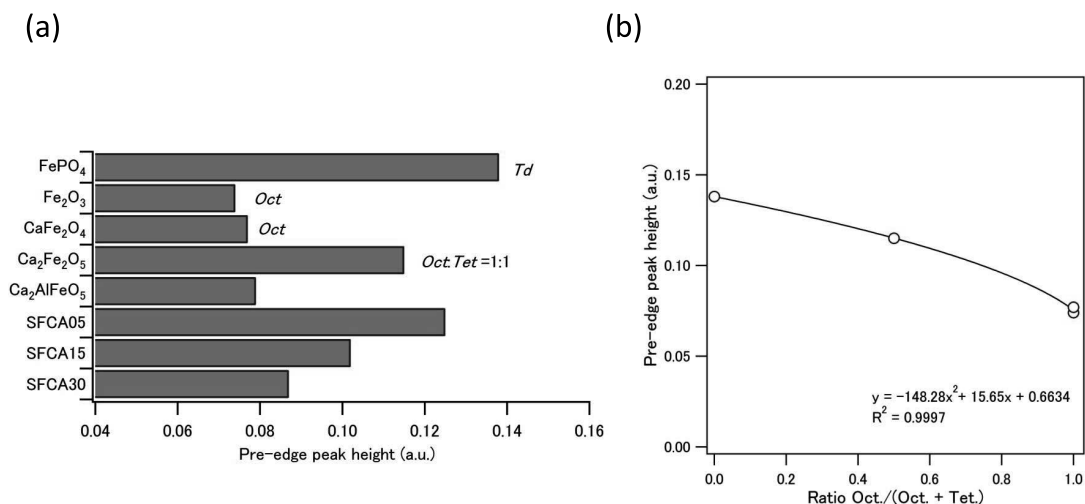 (a)
FePO4 Td
Fe2O3 Oct
CaFe2O4 Oct
Ca2Fe2O5 Oct:Tet =1:1
Ca2AlFeO5
SFCA05
SFCA15
SFCA30
0.04 0.06 0.08 0.10 0.12 0.14 0.16
Pre-edge peak height (a.u.)
(b)
Pre-edge peak height (a.u.)
0.20
0.15
0.10
0.05
0.00
y = −148.28x^2+ 15.65x + 0.6634
R^2 = 0.9997
0.0 0.2 0.4 0.6 0.8 1.0
Ratio Oct./(Oct. + Tet.)